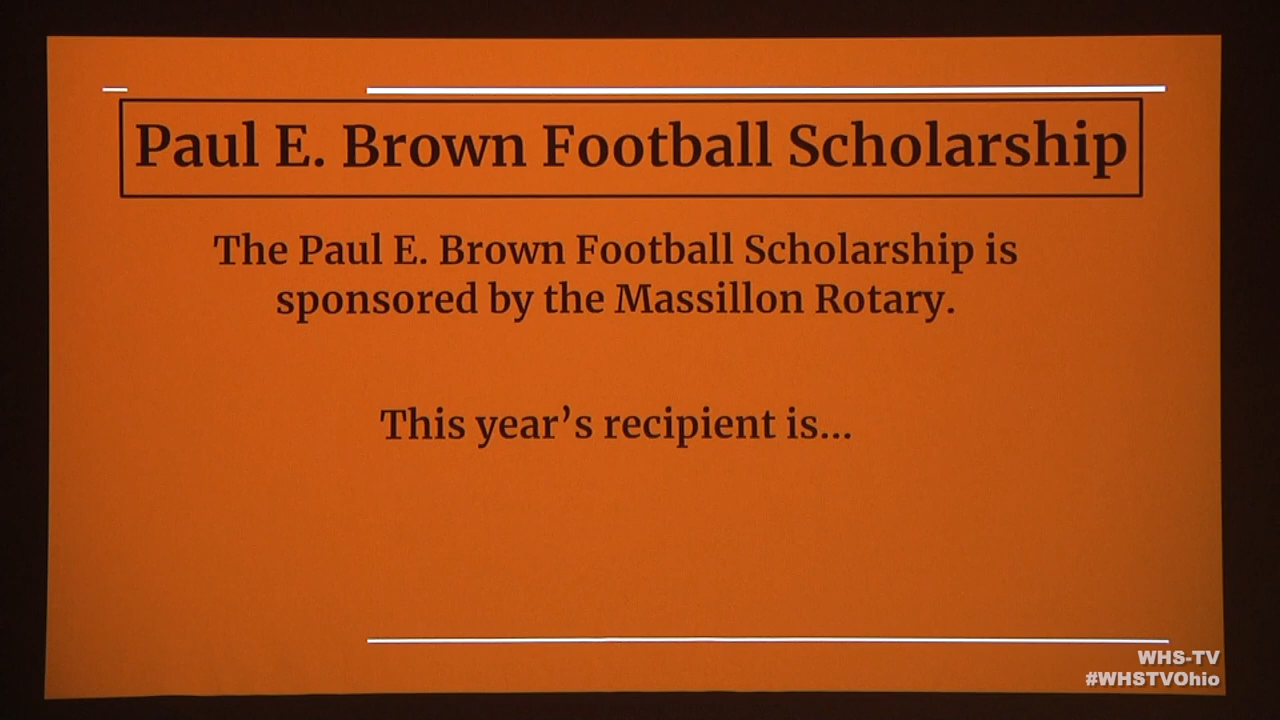 Paul E. Brown Football Scholarship
The Paul E. Brown Football Scholarship is
sponsored by the Massillon Rotary.
This year’s recipient is...
WHS-TV
#WHSTVOhio